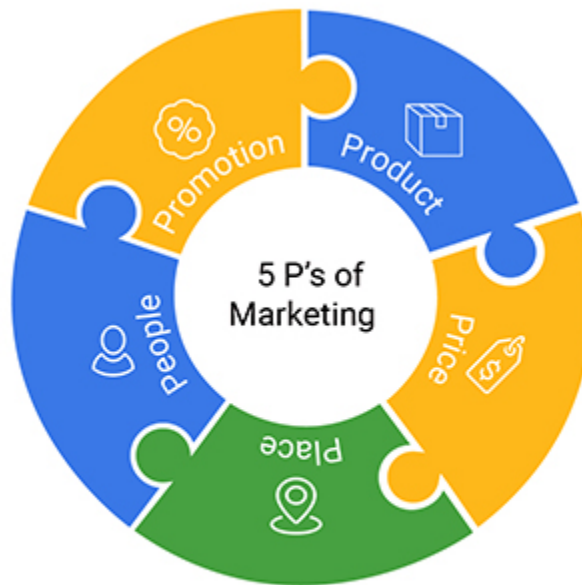 5 P's of
Marketing
Product
Price
Place
People
Promotion
%
$